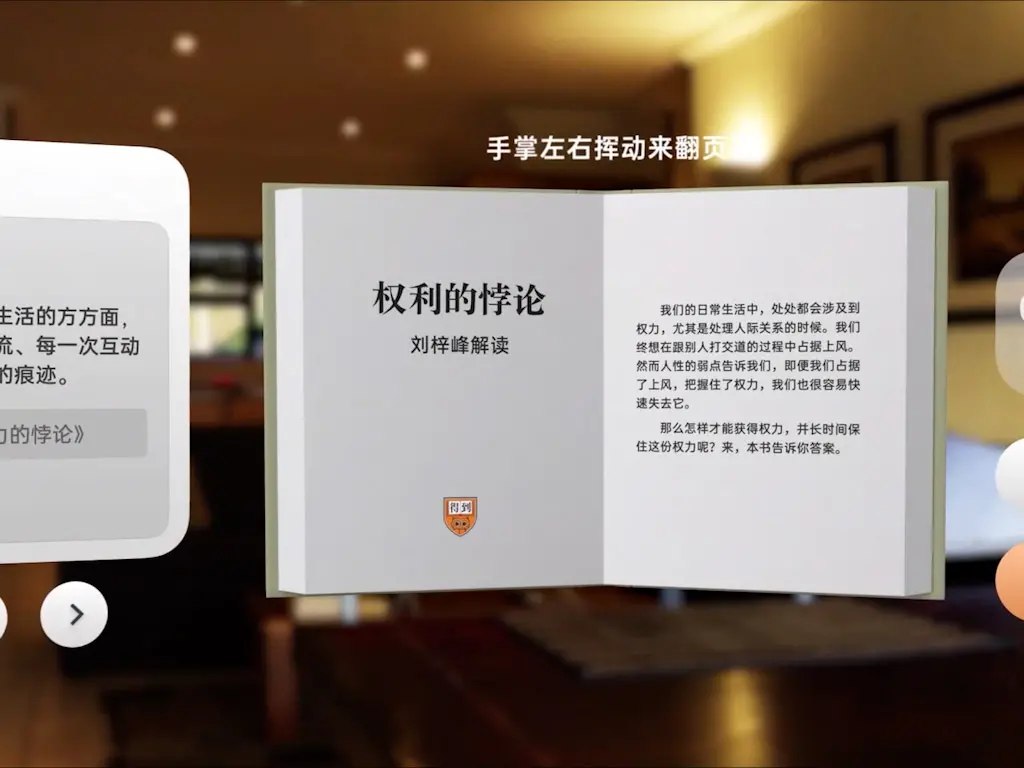 手掌左右挥动来翻页
生活的方方面，
流、每一次互动
的痕迹。
力的悖论》
权利的悖论
刘梓峰解读
得到
我们的日常生活中，处处都会涉及到
权力，尤其是处理人际关系的时候。我们
终想在跟别人打交道的过程中占据上风。
然而人性的弱点告诉我们，即便我们占据
了上风，把握住了权力，我们也很容易快
速失去它。
那么怎样才能获得权力，并长时间保
住这份权力呢？来，本书告诉你答案。